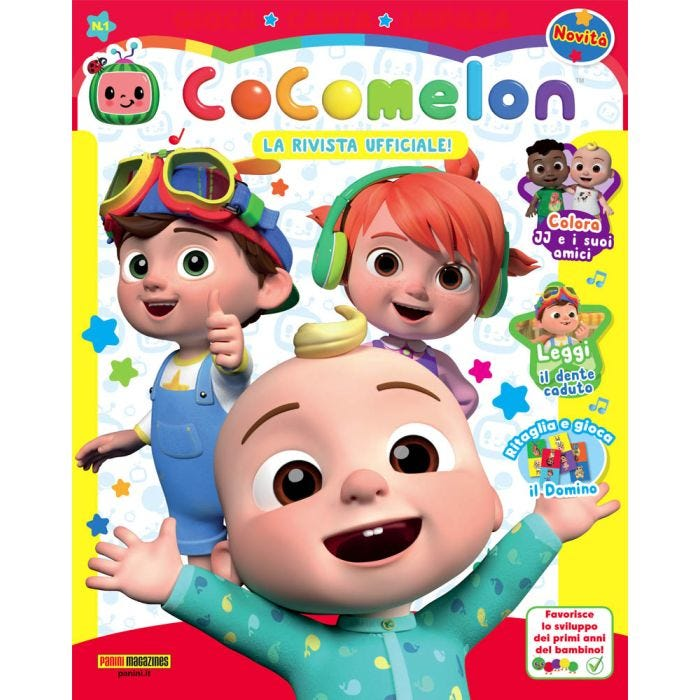 N.1
Novità
CoComelon™
LA RIVISTA UFFICIALE!
Colora
JJ e i suoi
amici
Leggi
il dente
caduto
Ritaglia e gioca
il Domino
Favorisce
lo sviluppo
dei primi anni
del bambino!
PANINI MAGAZINES
panini.it